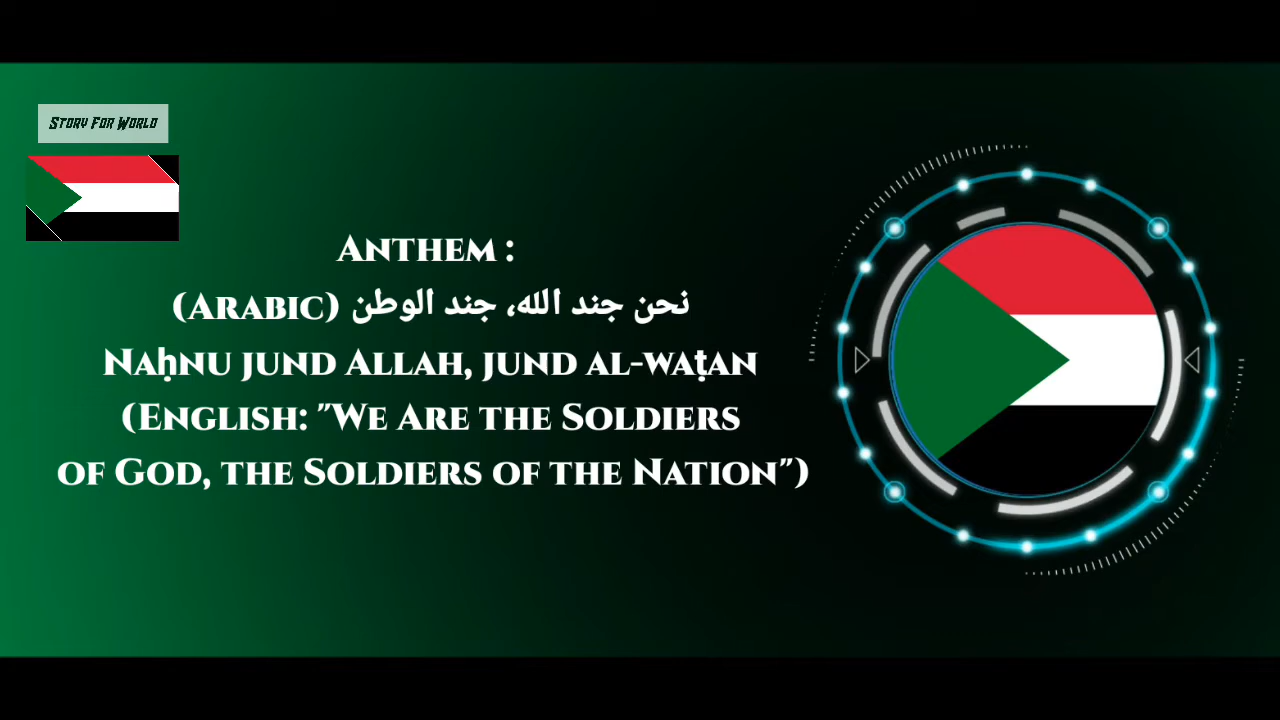 Story For World
Anthem :
(Arabic) نحن جند الله، جند الوطن
Naḥnu jund Allah, jund al-waṭan
(English: "We Are the Soldiers
of God, the Soldiers of the Nation")